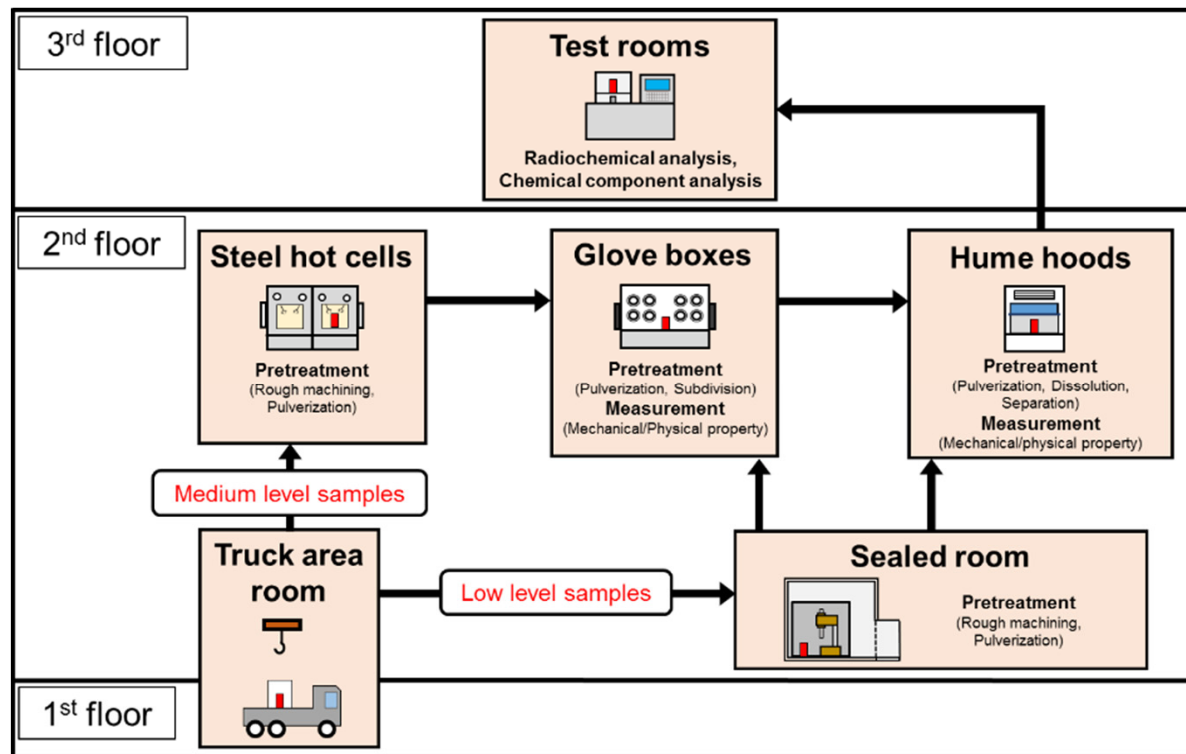 3rd floor
Test rooms
Radiochemical analysis,
Chemical component analysis
2nd floor
Steel hot cells
Pretreatment
(Rough machining,
Pulverization)
Glove boxes
Pretreatment
(Pulverization, Subdivision)
Measurement
(Mechanical/Physical property)
Hume hoods
Pretreatment
(Pulverization, Dissolution,
Separation)
Measurement
(Mechanical/physical property)
Medium level samples
Truck area
room
Low level samples
Sealed room
Pretreatment
(Rough machining,
Pulverization)
1st floor